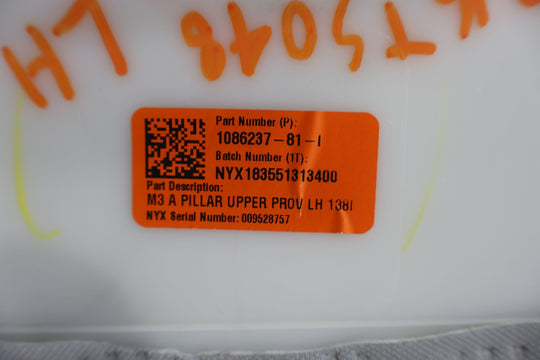 LH
Part Number (P):
1086237-81-I
Batch Number (1T):
NYX183551313400
Part Description:
M3 A PILLAR UPPER PROV LH 138I
NYX Serial Number: 009528757